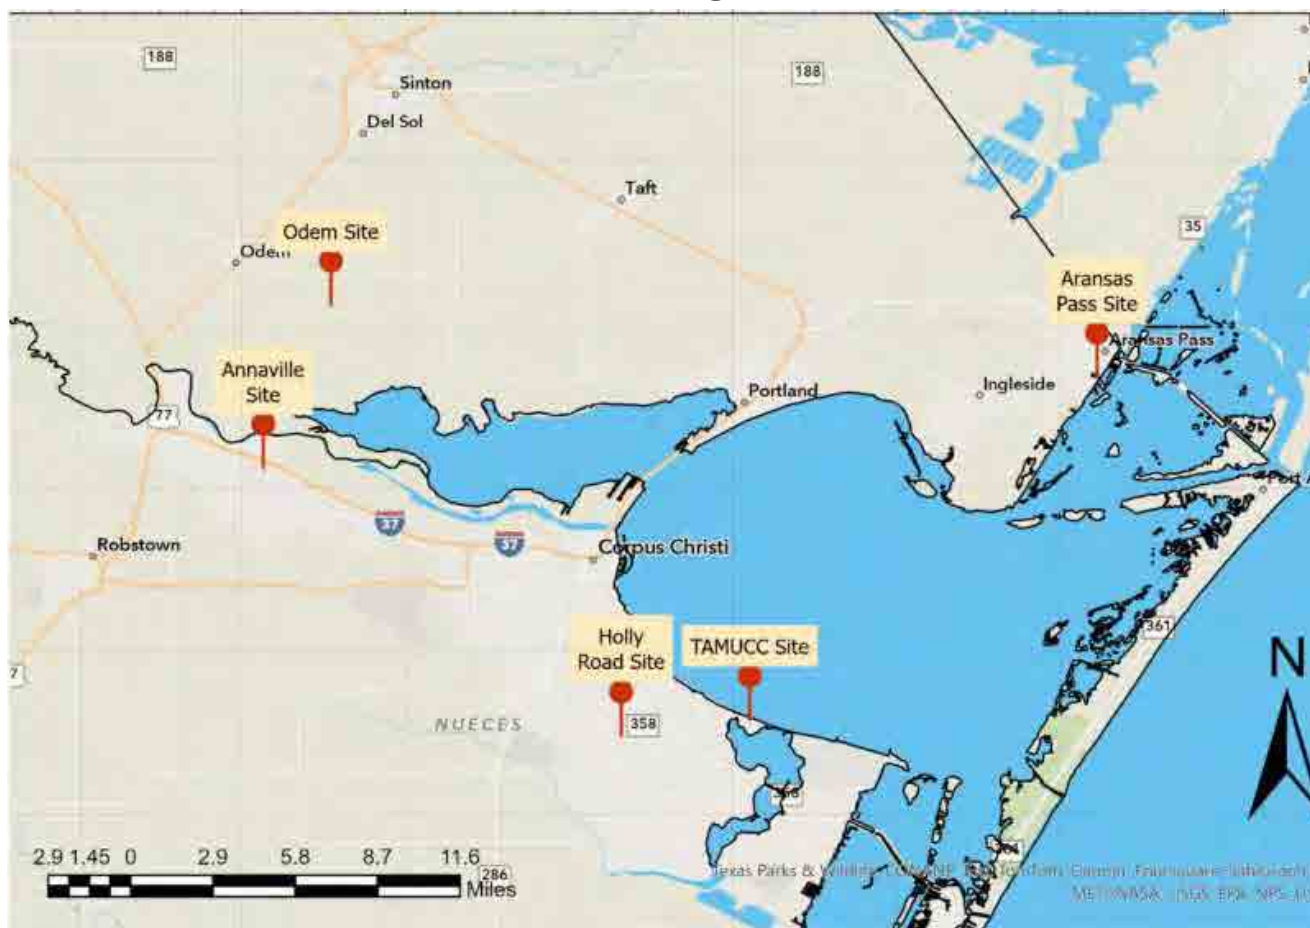 188
188
Sinton
Del Sol
Taft
Odem Site
35
Aransas
Pass Site
Aransas Pass
Annaville
Site
Ingleside
Portland
77
37
37
Robstown
Corpus Christi
Holly
Road Site
TAMUCC Site
361
N
7
NUECES
358
2.9 1.45 0 2.9 5.8 8.7 11.6
286
Miles
Texas Parks &